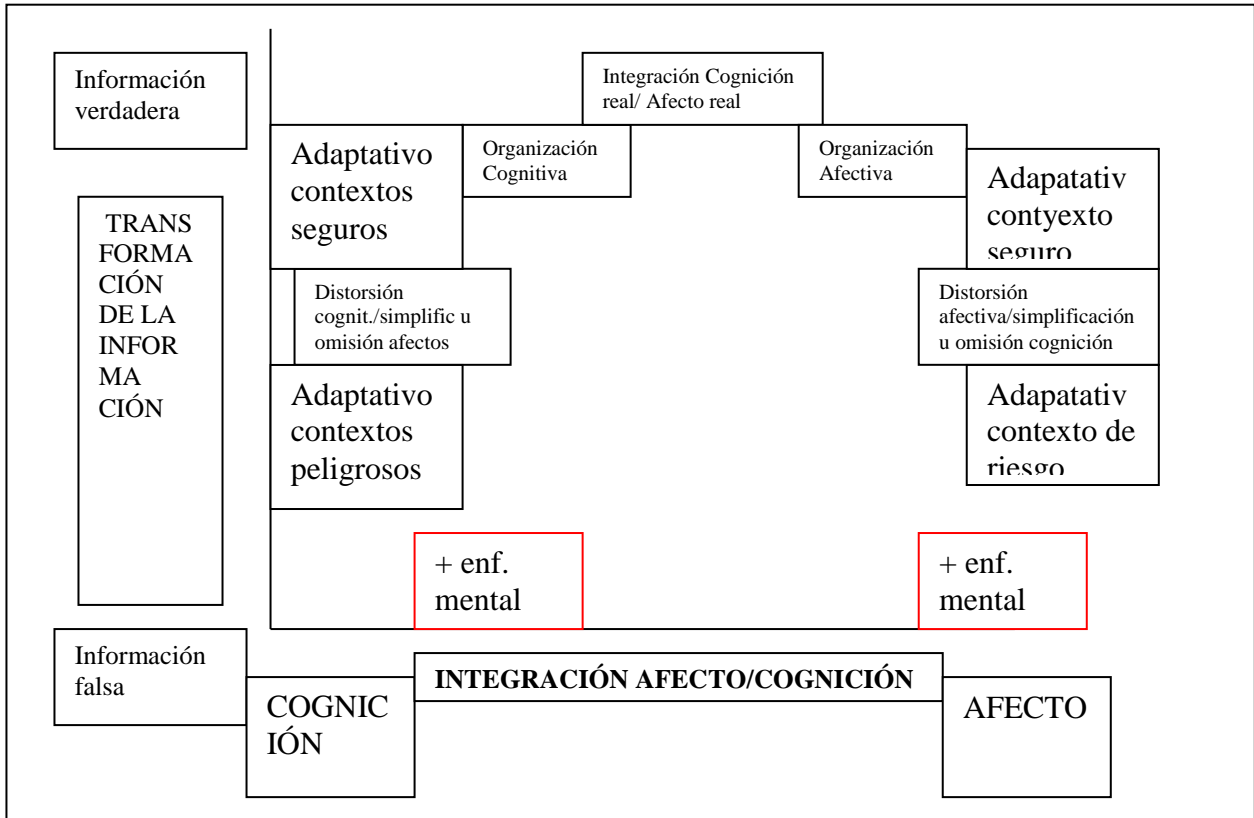 Información
verdadera
Integración Cognición
real/ Afecto real
Adaptativo
contextos
seguros
Organización
Cognitiva
Organización
Afectiva
Adapatativ
contyexto
seguro
TRANS
FORMA
CIÓN
DE LA
INFOR
MA
CIÓN
Distorsión
cognit./simplific u
omisión afectos
Distorsión
afectiva/simplificación
u omisión cognición
Adaptativo
contextos
peligrosos
Adapatativ
contexto de
riesgo
+ enf.
mental
+ enf.
mental
Información
falsa
COGNIC
IÓN
INTEGRACIÓN AFECTO/COGNICIÓN
AFECTO